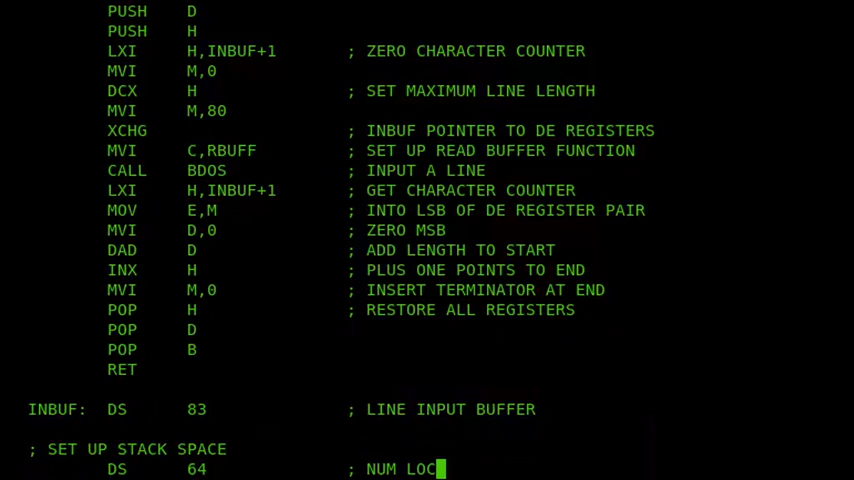 PUSH D
PUSH H
LXI H,INBUF+1 ; ZERO CHARACTER COUNTER
MVI M,0
DCX H ; SET MAXIMUM LINE LENGTH
MVI M,80
XCHG ; INBUF POINTER TO DE REGISTERS
MVI C,RBUFF ; SET UP READ BUFFER FUNCTION
CALL BDOS ; INPUT A LINE
LXI H,INBUF+1 ; GET CHARACTER COUNTER
MOV E,M ; INTO LSB OF DE REGISTER PAIR
MVI D,0 ; ZERO MSB
DAD D ; ADD LENGTH TO START
INX H ; PLUS ONE POINTS TO END
MVI M,0 ; INSERT TERMINATOR AT END
POP H ; RESTORE ALL REGISTERS
POP D
POP B
RET
INBUF: DS 83 ; LINE INPUT BUFFER
; SET UP STACK SPACE
DS 64 ; NUM LOC